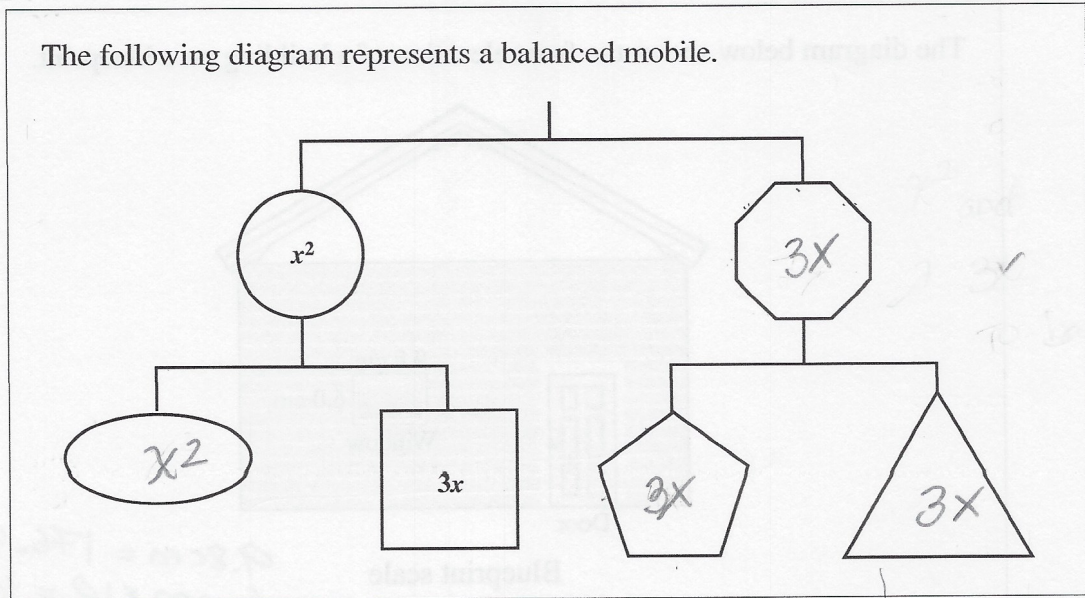 The following diagram represents a balanced mobile.
x²
3X
x2
3x
3x
3x